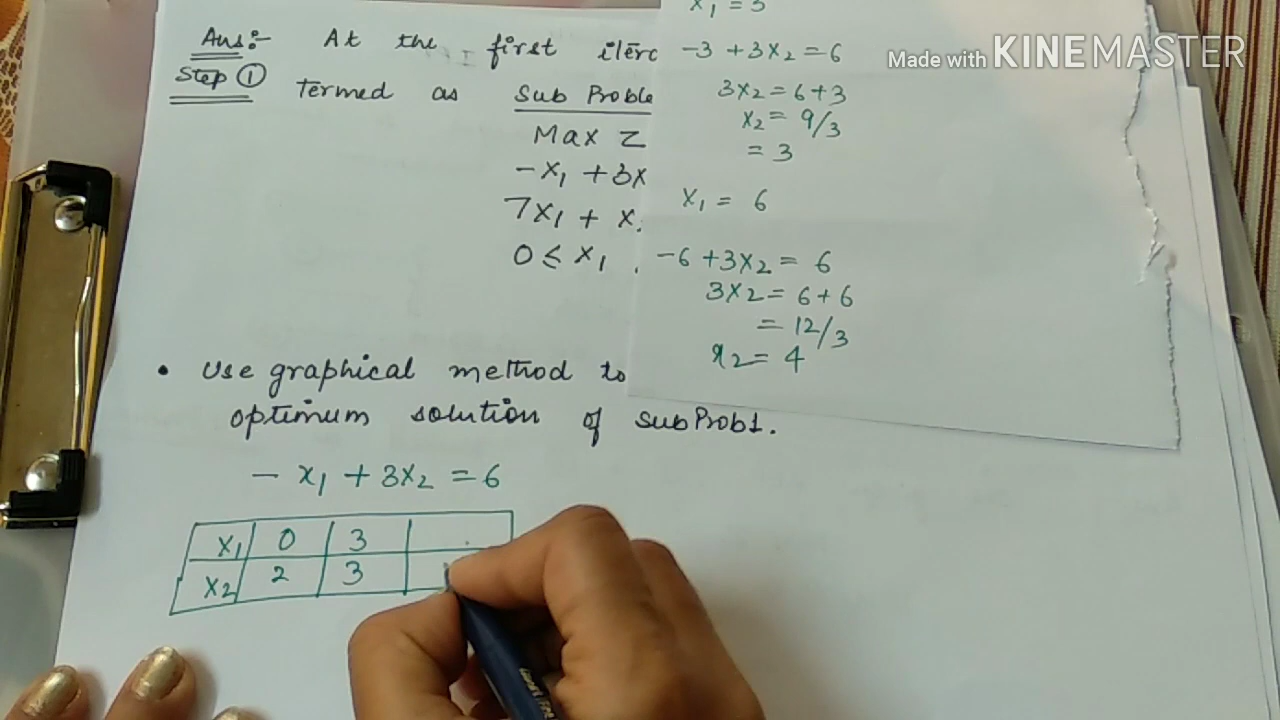 Ans:-
Step ①
At the first
termed as Sub Proble
Max Z
-x₁ + 3x
7x₁ + x
0 ≤ x₁
• Use graphical method to
optimum solution of SubProb1.
- x₁ + 3x₂ = 6
x₁ 0 3
x₂ 2 3
x₁ = 3
-3 + 3x₂ = 6
3x₂ = 6 + 3
x₂ = 9/3
= 3
x₁ = 6
-6 + 3x₂ = 6
3x₂ = 6 + 6
= 12/3
x₂ = 4
Made with KINEMASTER